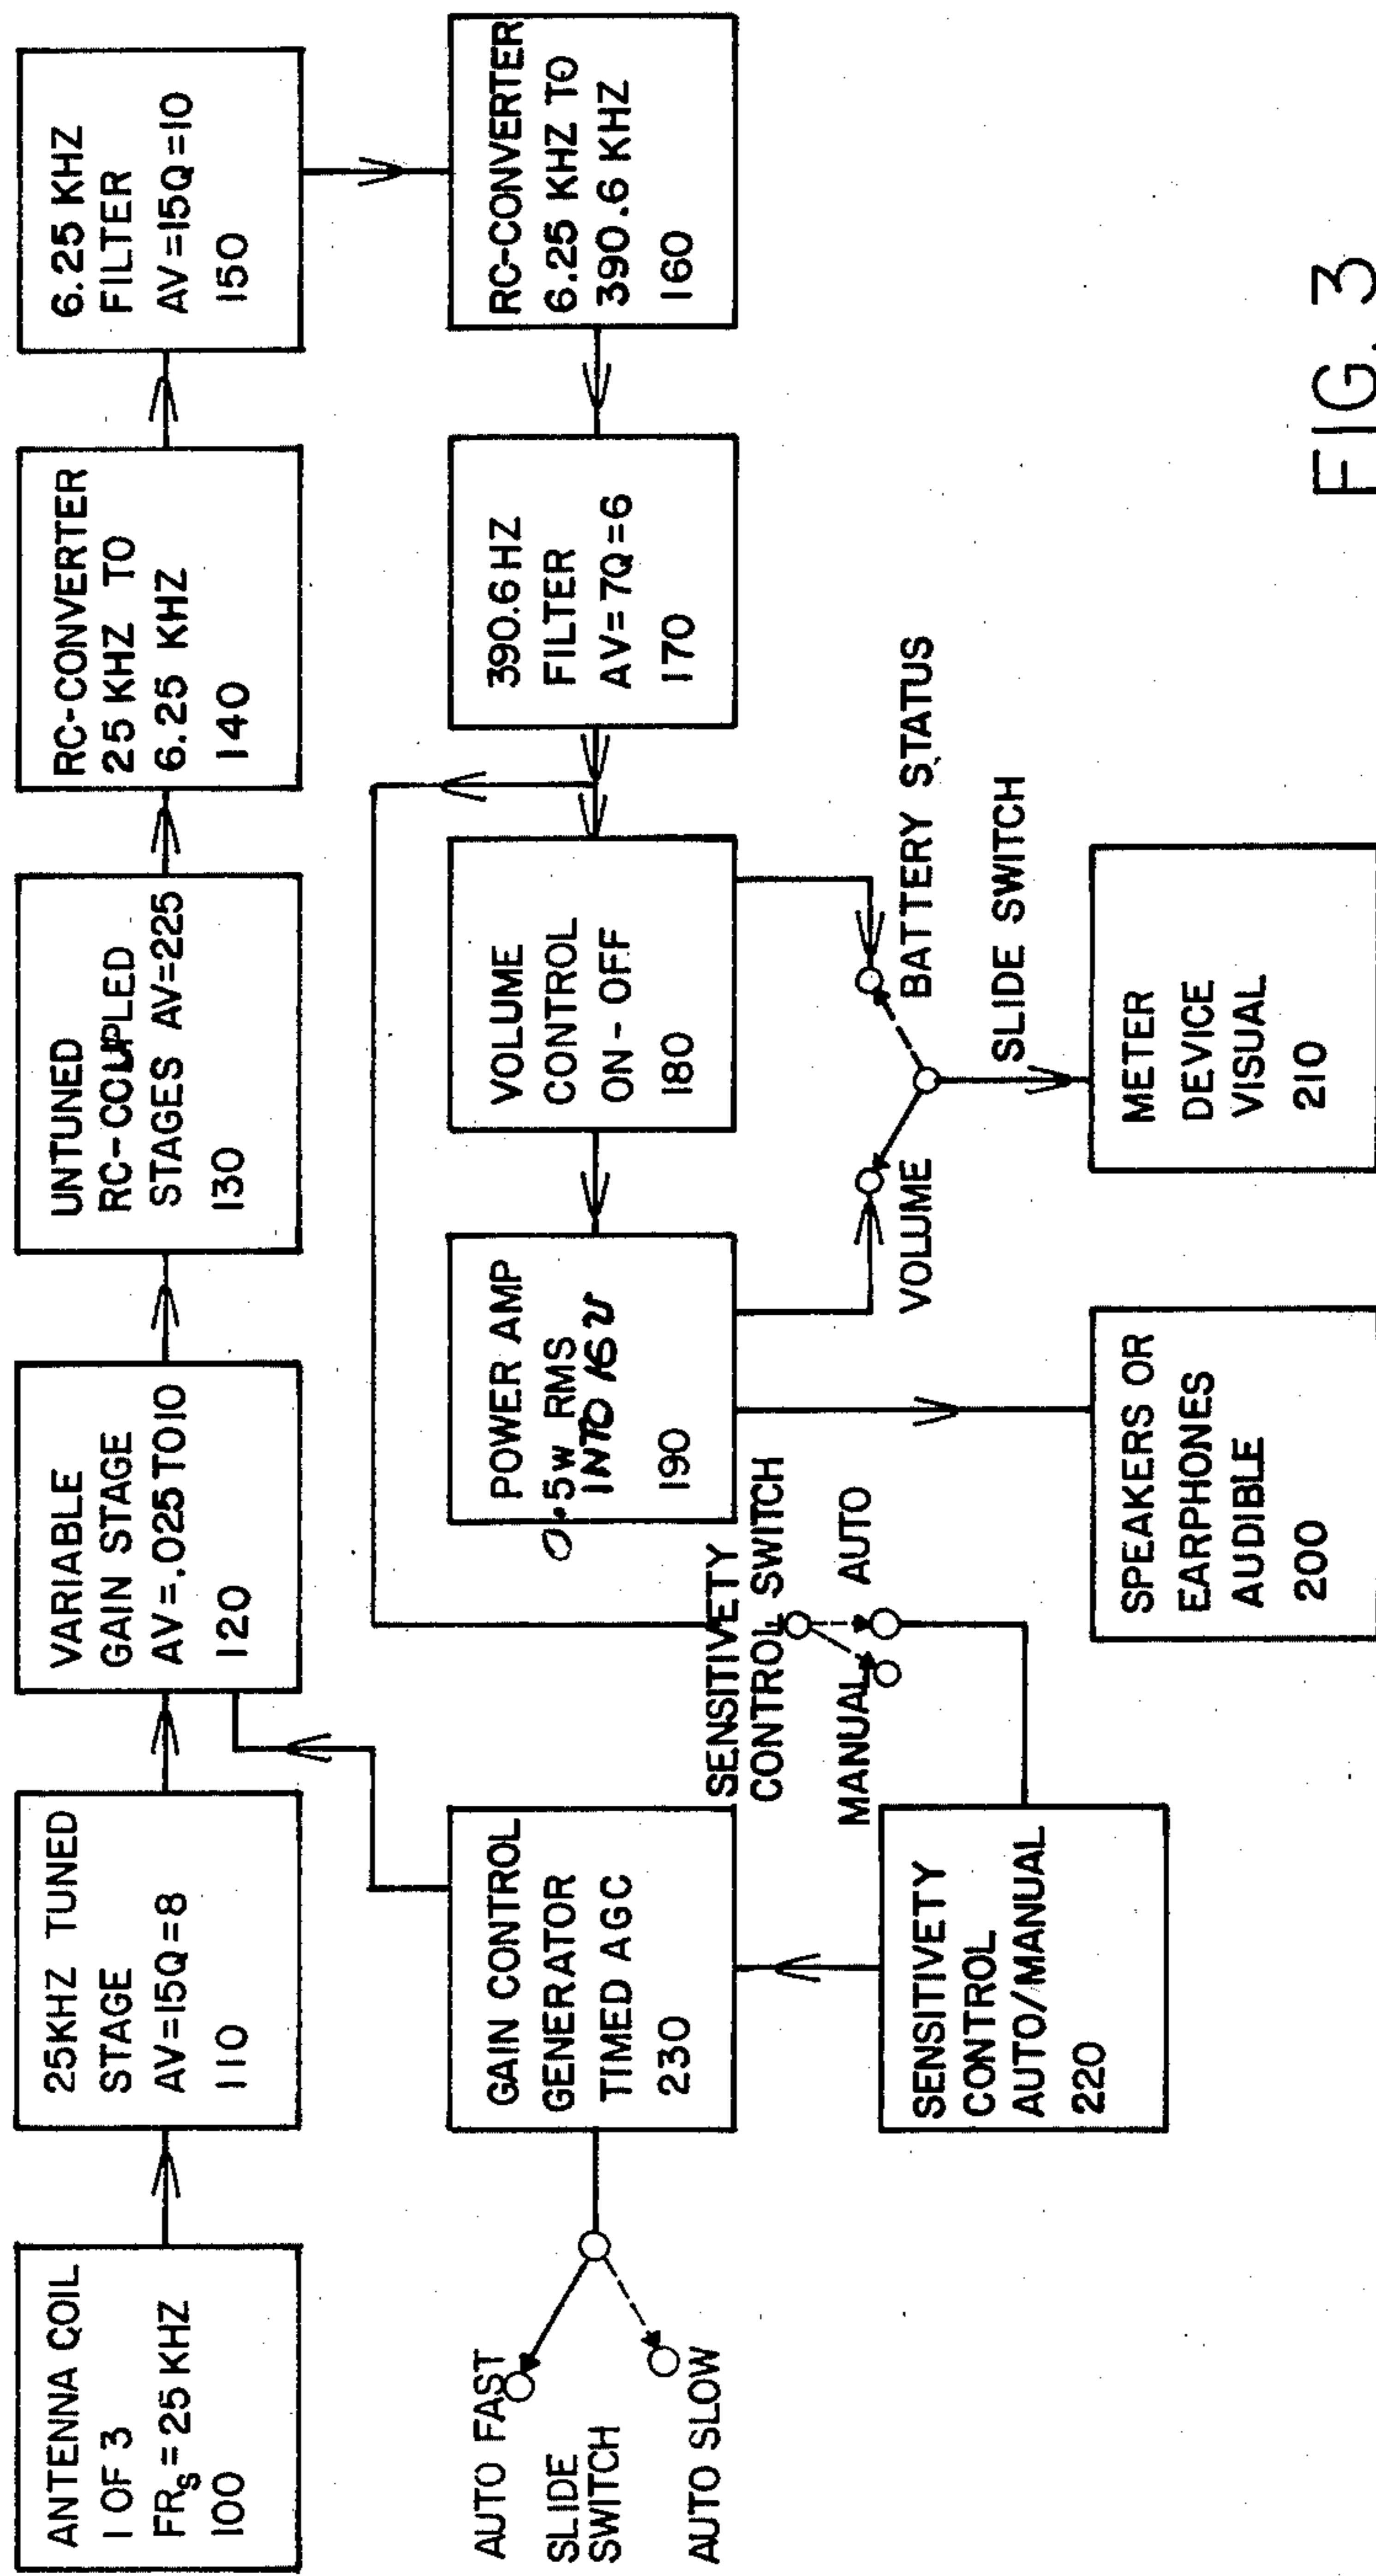 ANTENNA COIL
1 OF 3
FRs = 25 KHZ
100
25KHZ TUNED
STAGE
AV=15Q=8
110
VARIABLE
GAIN STAGE
AV=.025 TO 10
120
UNTUNED
RC-COUPLED
STAGES AV=225
130
RC-CONVERTER
25 KHZ TO
6.25 KHZ
140
6.25 KHZ
FILTER
AV=15Q=10
150
AUTO FAST
SLIDE
SWITCH
AUTO SLOW
GAIN CONTROL
GENERATOR
TIMED AGC
230
POWER AMP
0.5W RMS
INTO 16 ʋ
190
VOLUME
CONTROL
ON-OFF
180
390.6 HZ
FILTER
AV=7Q=6
170
RC-CONVERTER
6.25 KHZ TO
390.6 KHZ
160
SENSITIVETY
CONTROL SWITCH
MANUAL
AUTO
VOLUME
BATTERY STATUS
SLIDE SWITCH
SENSITIVETY
CONTROL
AUTO/MANUAL
220
SPEAKERS OR
EARPHONES
AUDIBLE
200
METER
DEVICE
VISUAL
210
FIG. 3